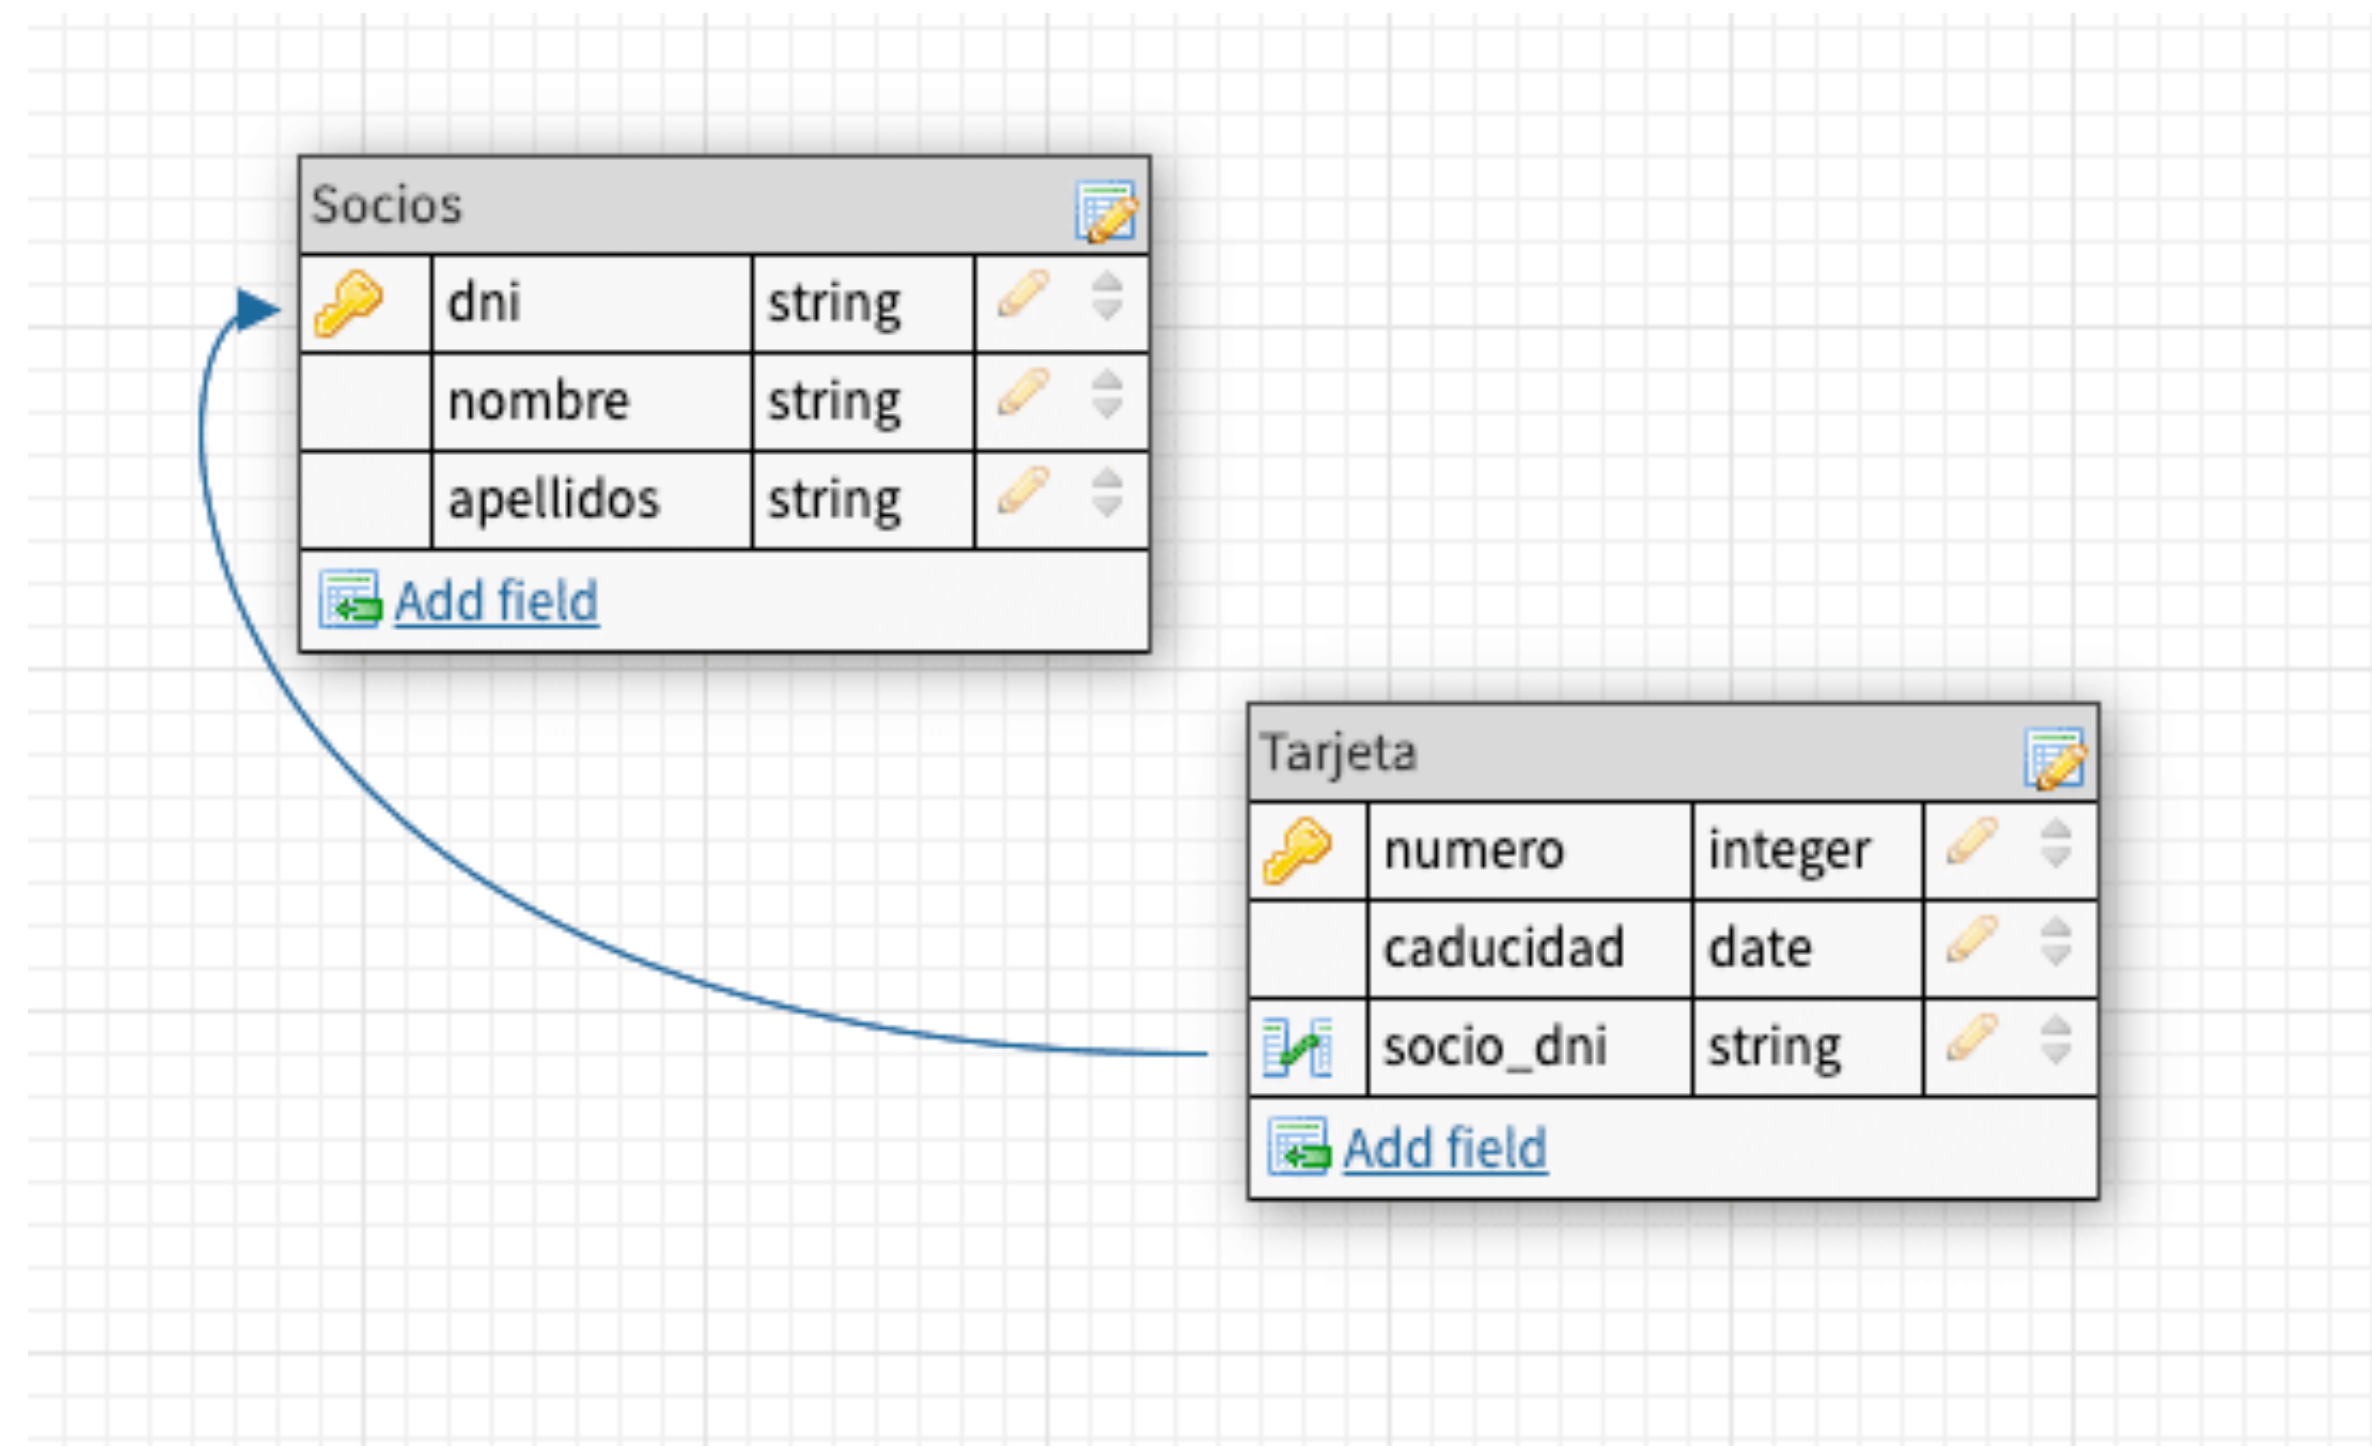 Socios
dni string
nombre string
apellidos string
Add field
Tarjeta
numero integer
caducidad date
socio_dni string
Add field